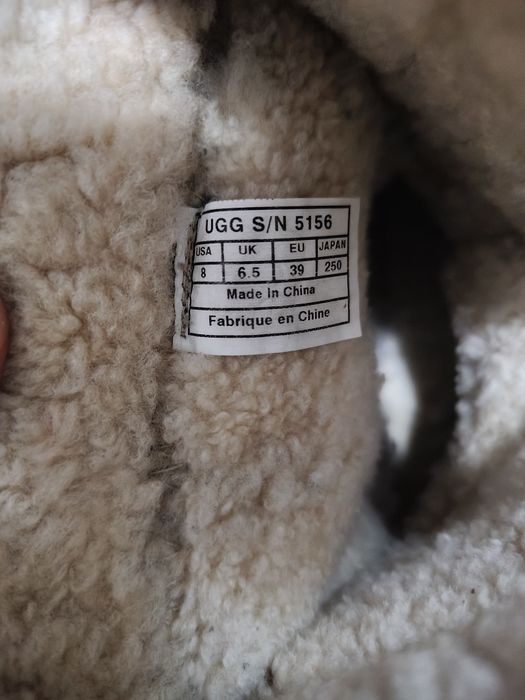 UGG S/N 5156
USA UK EU JAPAN
8 6.5 39 250
Made In China
Fabrique en Chine